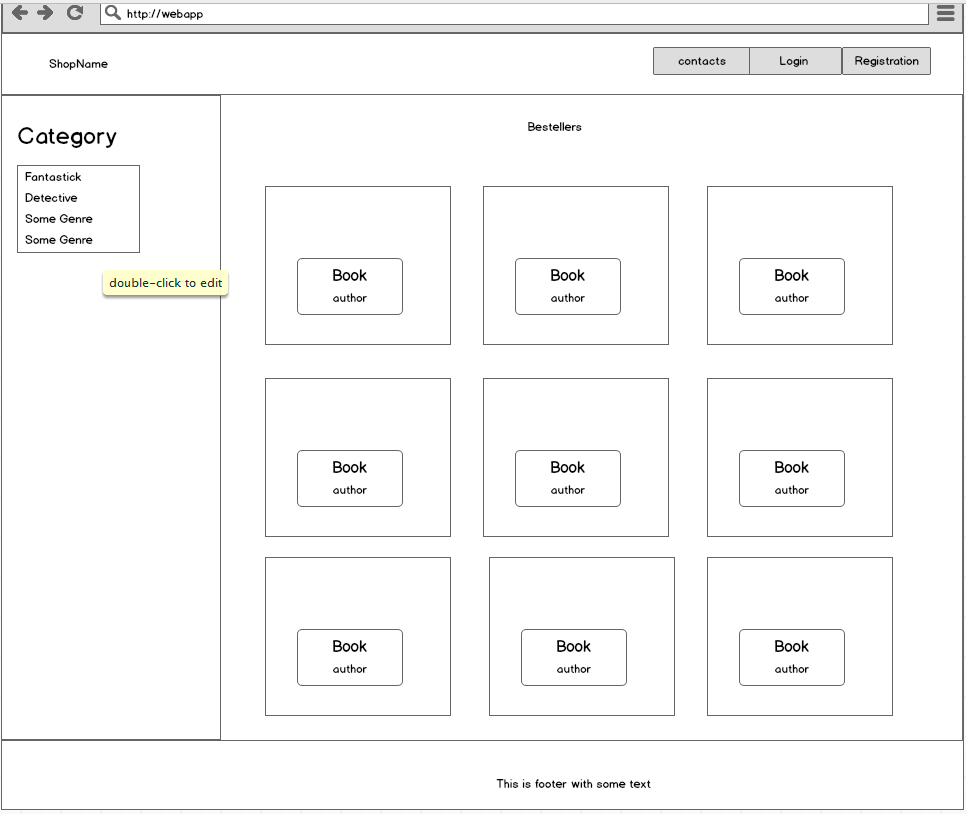 http://webapp
ShopName
contacts Login Registration
Category
Fantastick
Detective
Some Genre
Some Genre
double-click to edit
Bestellers
Book Book Book
author author author
Book Book Book
author author author
Book Book Book
author author author
This is footer with some text